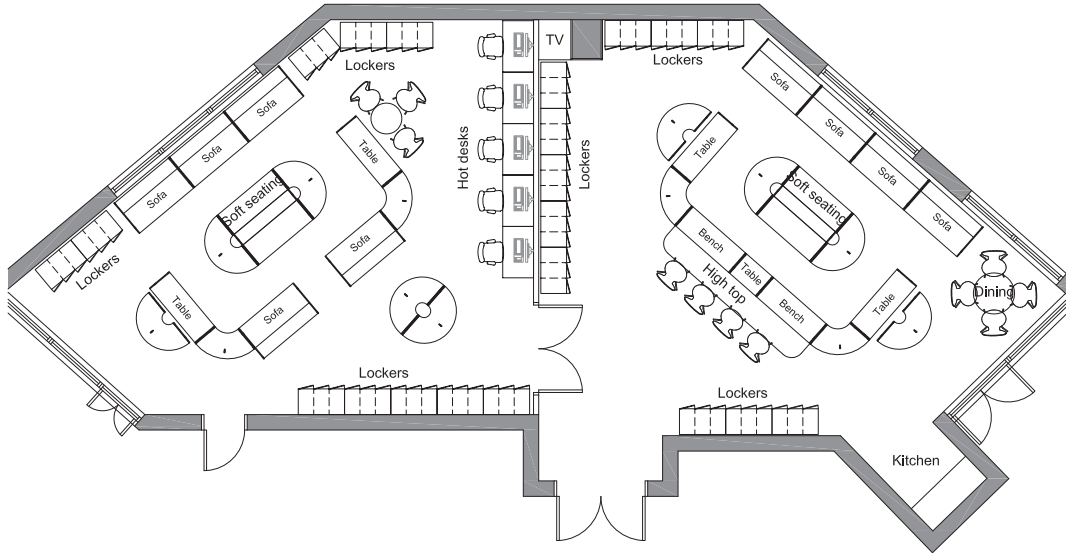 TV
Lockers
Lockers
Sofa
Sofa
Sofa
Table
Soft seating
Hot desks
Lockers
Sofa
Lockers
Table
Sofa
Lockers
Sofa
Sofa
Sofa
Sofa
Table
Soft seating
Bench
Table
Bench
High top
Table
Dining
Lockers
Kitchen